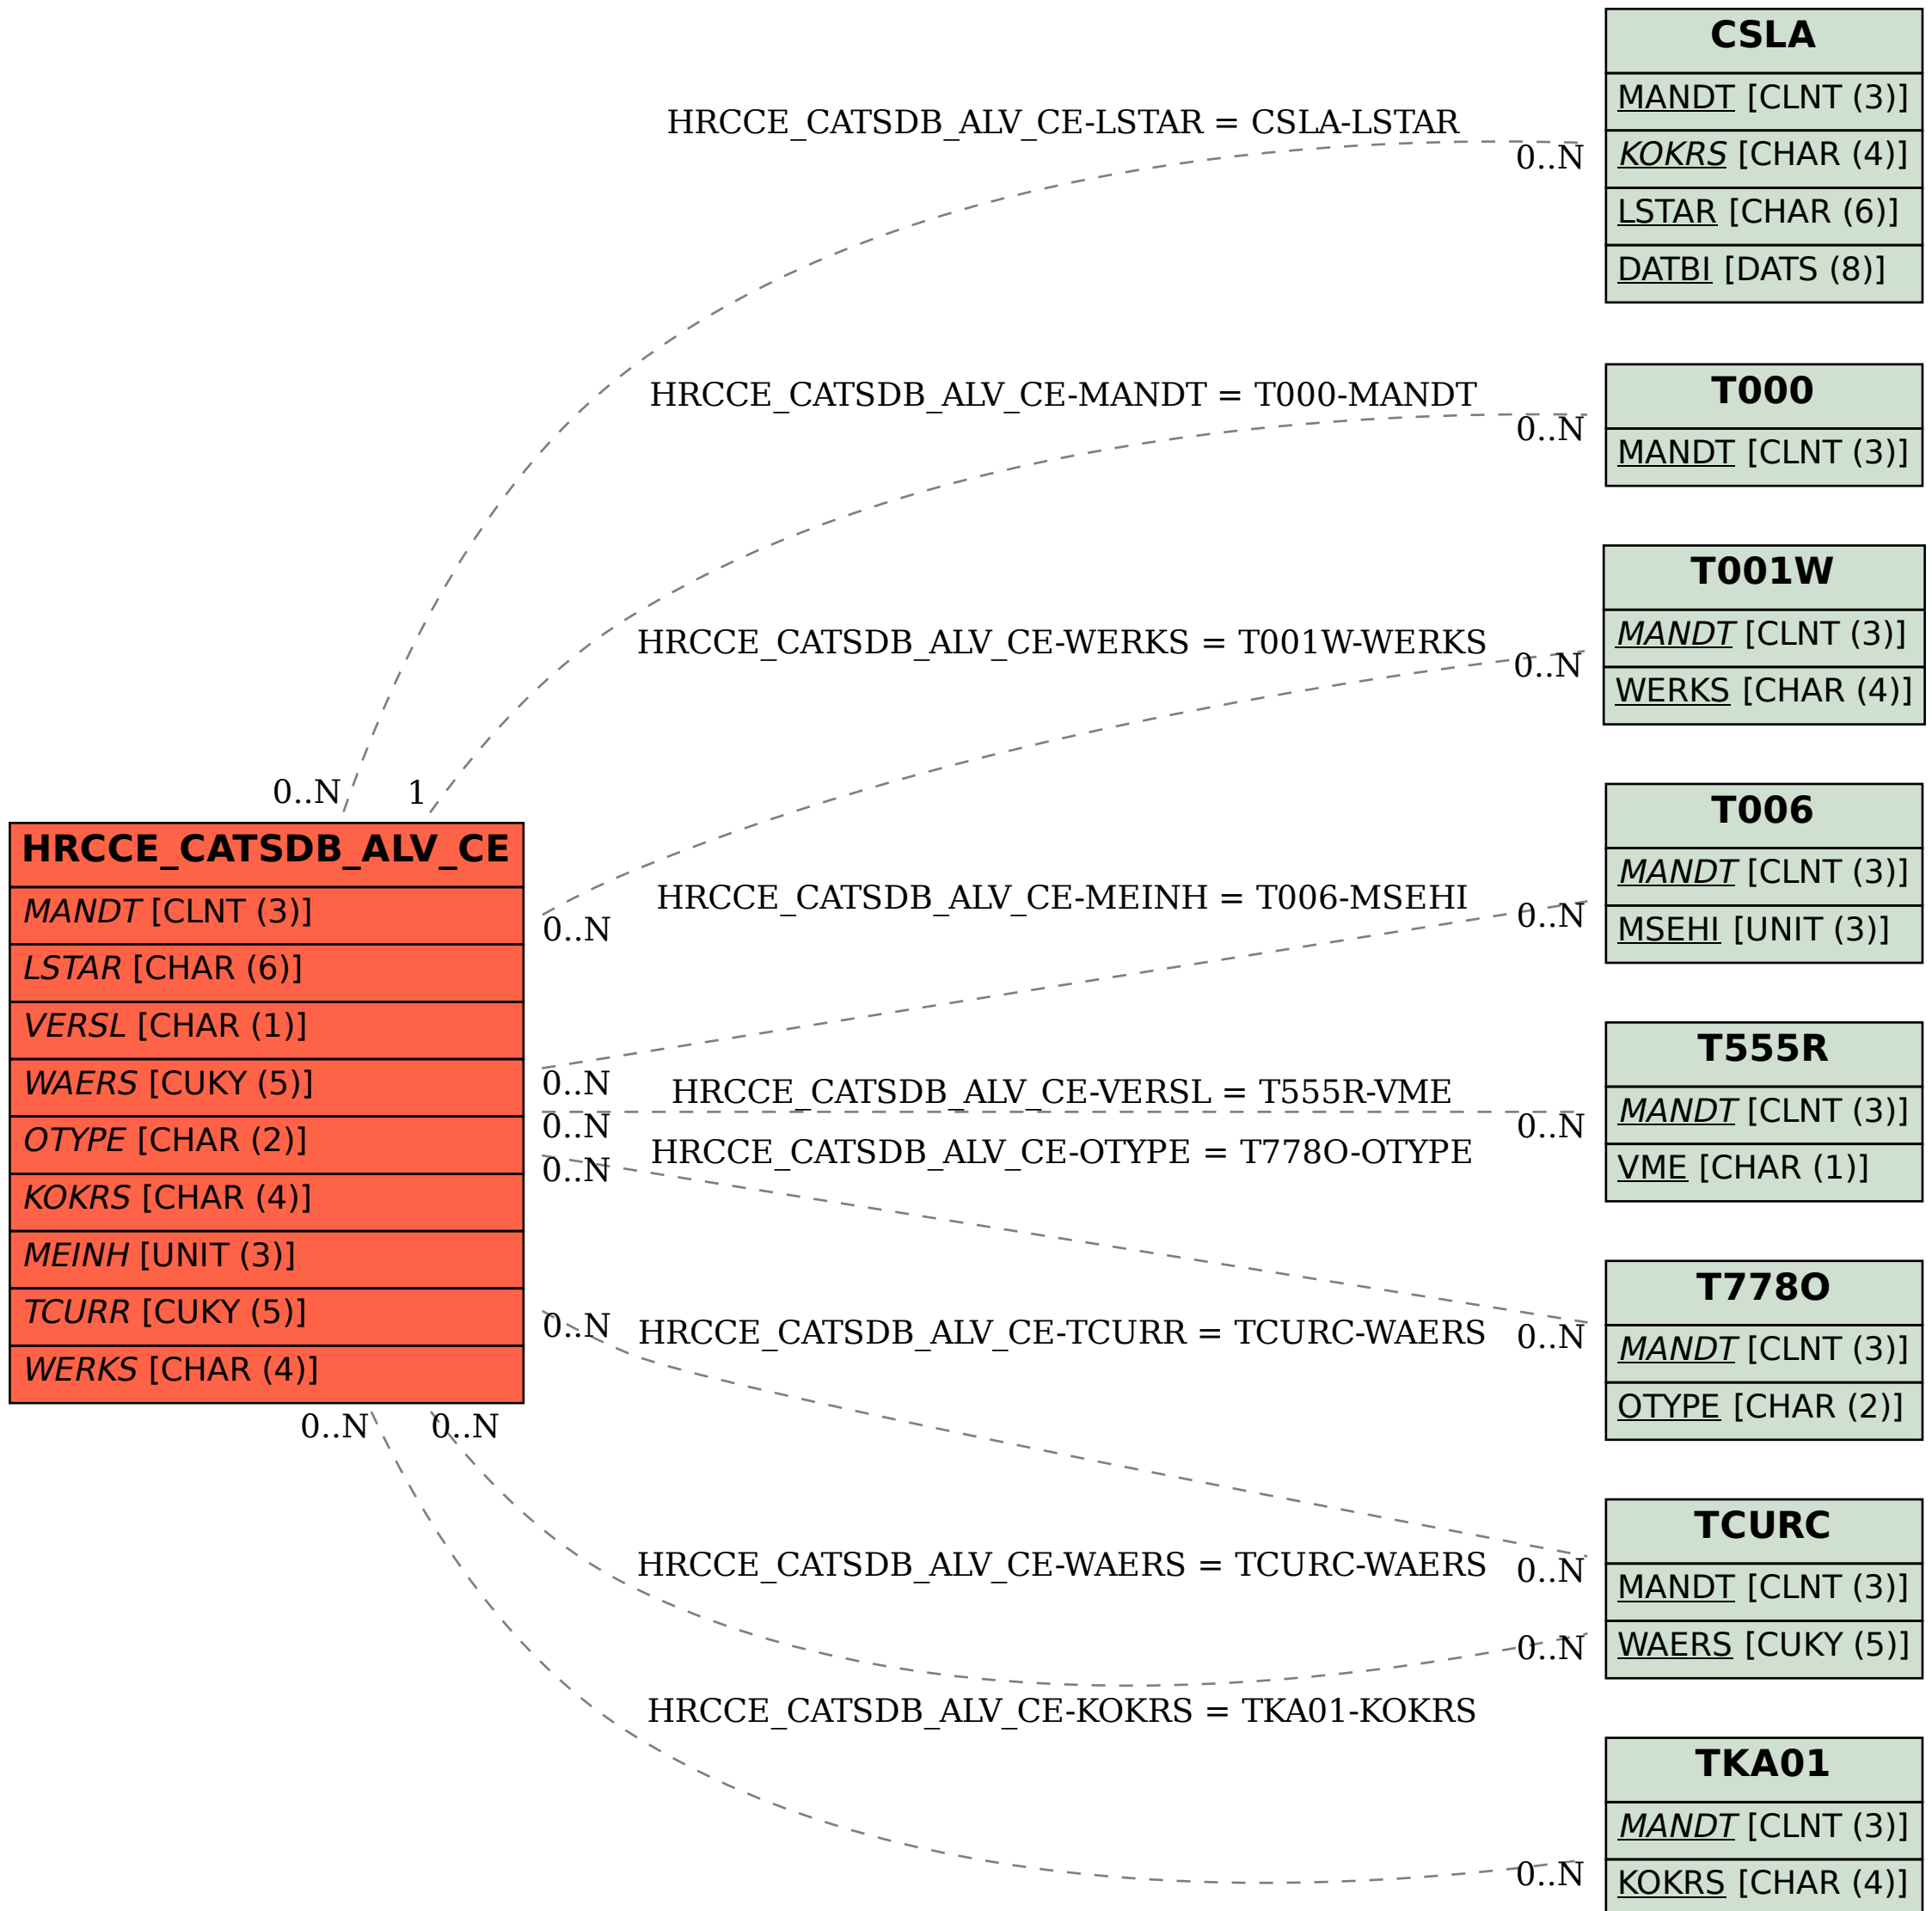 CSLA
MANDT [CLNT (3)]
KOKRS [CHAR (4)]
LSTAR [CHAR (6)]
DATBI [DATS (8)]
HRCCE_CATSDB_ALV_CE-LSTAR = CSLA-LSTAR
0..N
0..N
T000
MANDT [CLNT (3)]
HRCCE_CATSDB_ALV_CE-MANDT = T000-MANDT
0..N
1
T001W
MANDT [CLNT (3)]
WERKS [CHAR (4)]
HRCCE_CATSDB_ALV_CE-WERKS = T001W-WERKS
0..N
0..N
HRCCE_CATSDB_ALV_CE
MANDT [CLNT (3)]
LSTAR [CHAR (6)]
VERSL [CHAR (1)]
WAERS [CUKY (5)]
OTYPE [CHAR (2)]
KOKRS [CHAR (4)]
MEINH [UNIT (3)]
TCURR [CUKY (5)]
WERKS [CHAR (4)]
T006
MANDT [CLNT (3)]
MSEHI [UNIT (3)]
HRCCE_CATSDB_ALV_CE-MEINH = T006-MSEHI
0..N
0..N
T555R
MANDT [CLNT (3)]
VME [CHAR (1)]
HRCCE_CATSDB_ALV_CE-VERSL = T555R-VME
0..N
0..N
HRCCE_CATSDB_ALV_CE-OTYPE = T778O-OTYPE
0..N
0..N
T778O
MANDT [CLNT (3)]
OTYPE [CHAR (2)]
HRCCE_CATSDB_ALV_CE-TCURR = TCURC-WAERS
0..N
0..N
TCURC
MANDT [CLNT (3)]
WAERS [CUKY (5)]
HRCCE_CATSDB_ALV_CE-WAERS = TCURC-WAERS
0..N
0..N
HRCCE_CATSDB_ALV_CE-KOKRS = TKA01-KOKRS
0..N
0..N
TKA01
MANDT [CLNT (3)]
KOKRS [CHAR (4)]